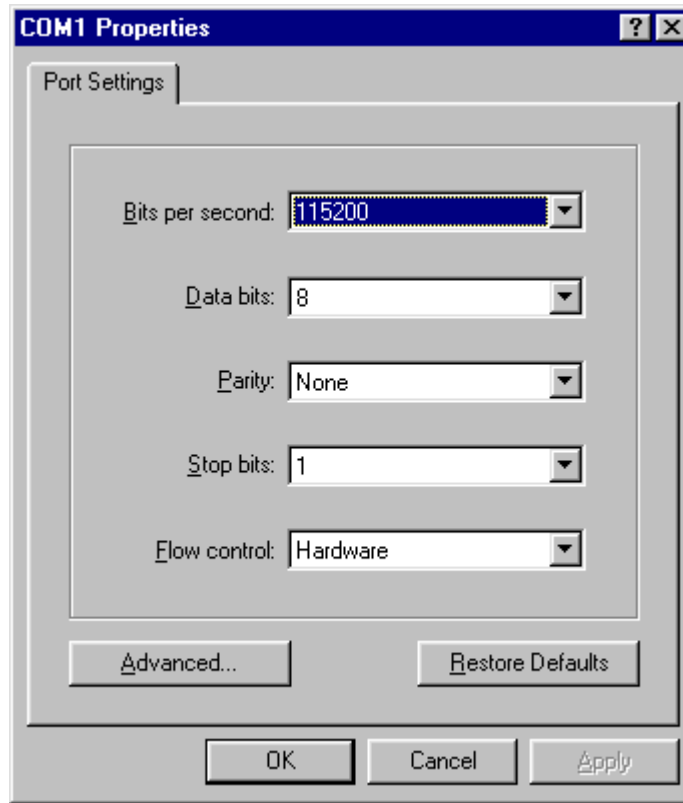 COM1 Properties
Port Settings
Bits per second: 115200
Data bits: 8
Parity: None
Stop bits: 1
Flow control: Hardware
Advanced... Restore Defaults
OK Cancel Apply